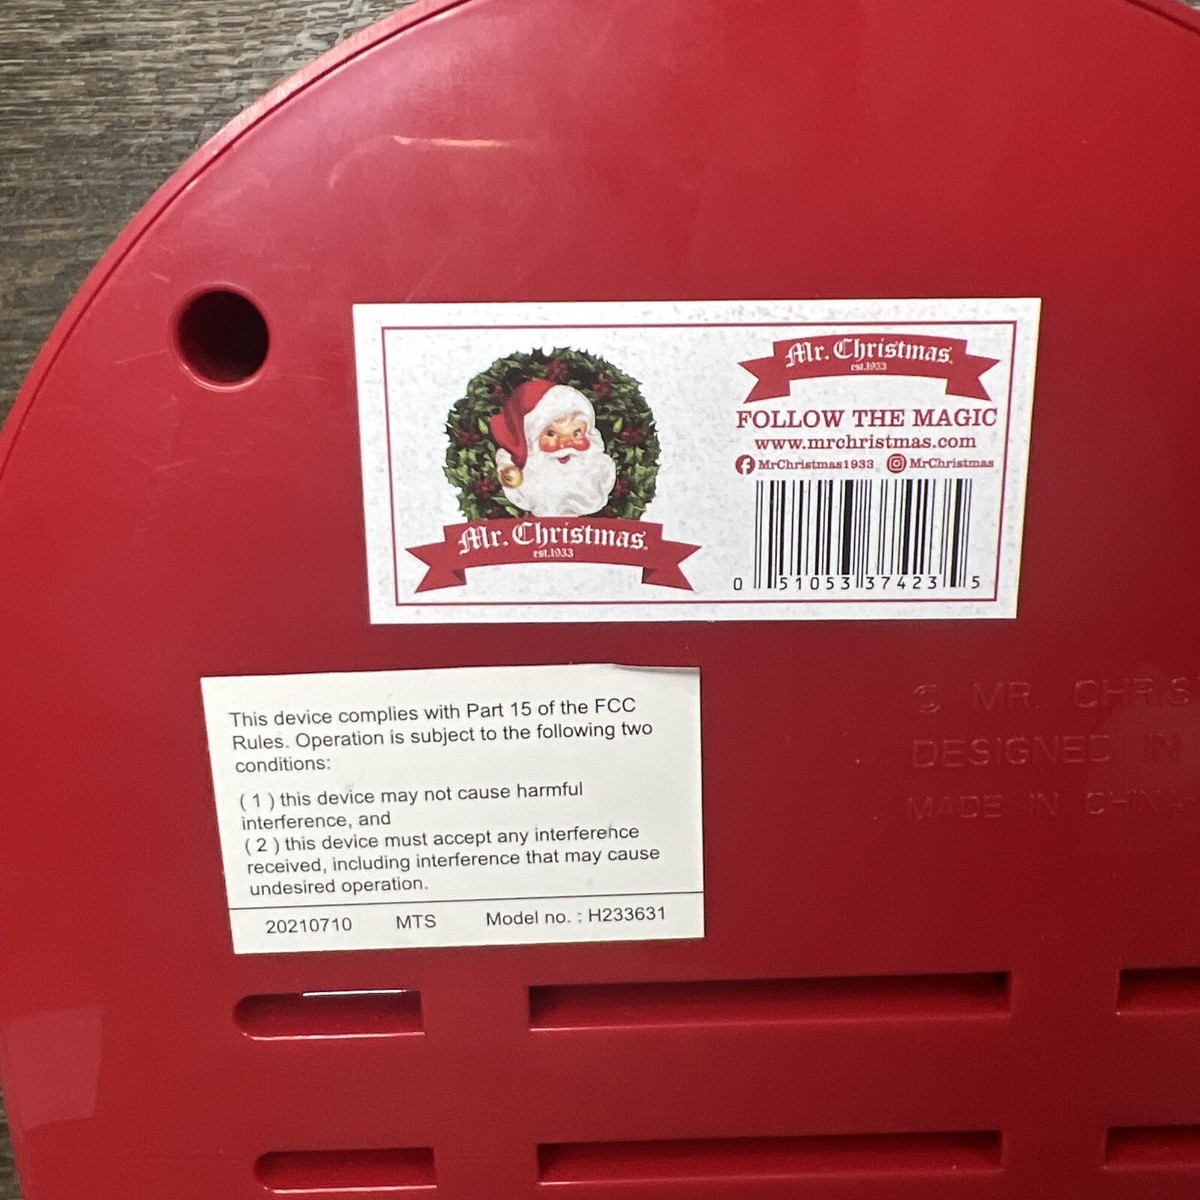 Mr. Christmas.
est.1933
FOLLOW THE MAGIC
www.mrchristmas.com
MrChristmas1933 MrChristmas
0 51053 37423 5
Mr. Christmas.
est.1933
This device complies with Part 15 of the FCC
Rules. Operation is subject to the following two
conditions:
( 1 ) this device may not cause harmful
interference, and
( 2 ) this device must accept any interference
received, including interference that may cause
undesired operation.
20210710 MTS Model no. : H233631
© MR. CHRIS
DESIGNED IN
MADE IN CHINA